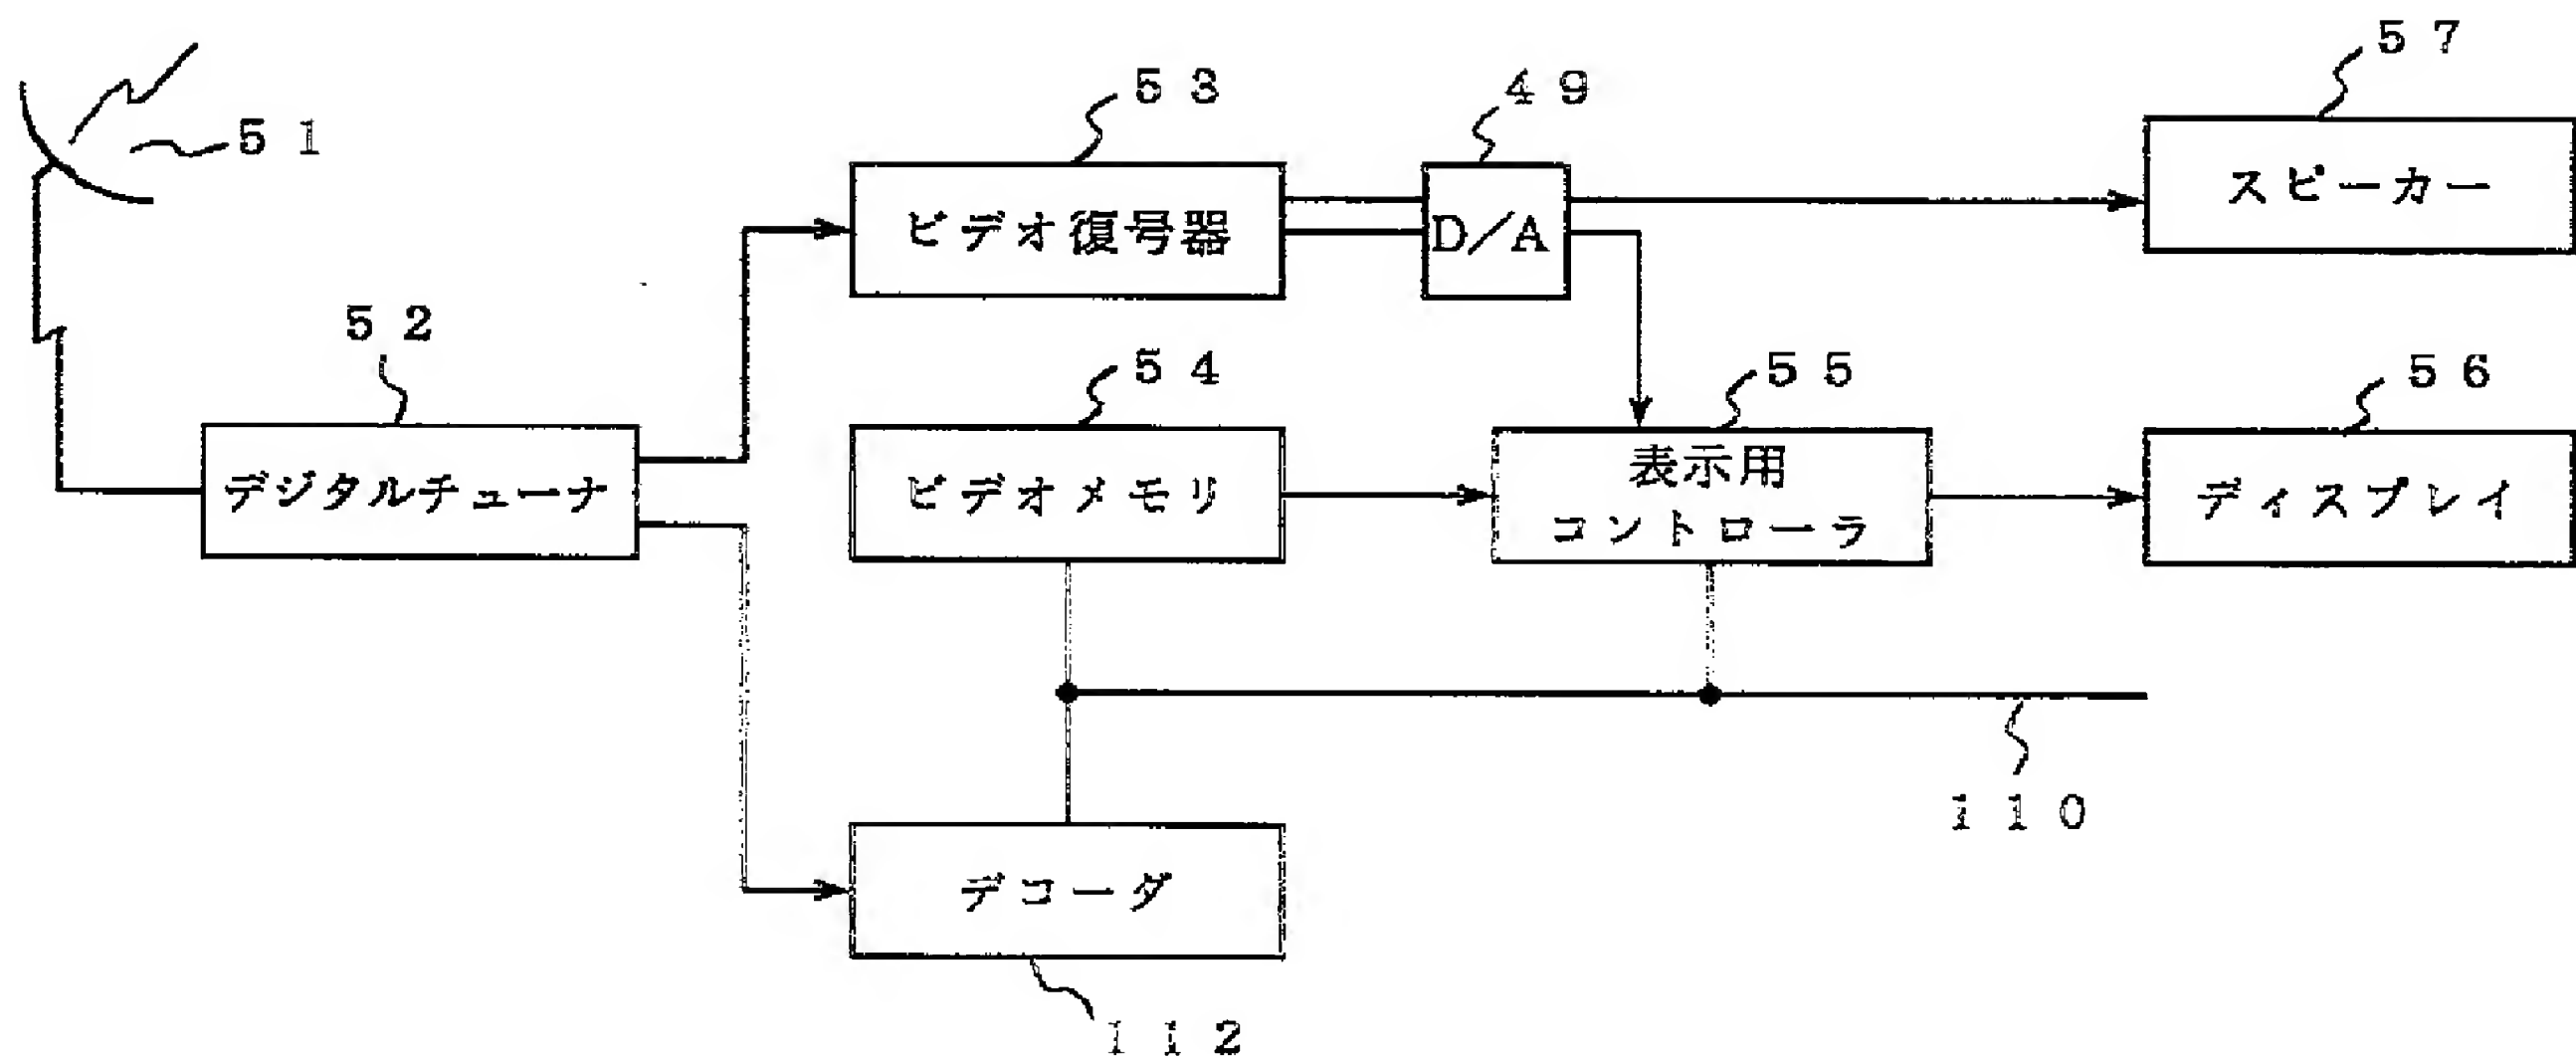 ５７
５３
４９
５１
スピーカー
ビデオ復号器
D／A
５２
５４
５５
５６
デジタルチューナ
ビデオメモリ
表示用
コントローラ
ディスプレイ
１１０
デコーダ
１１２